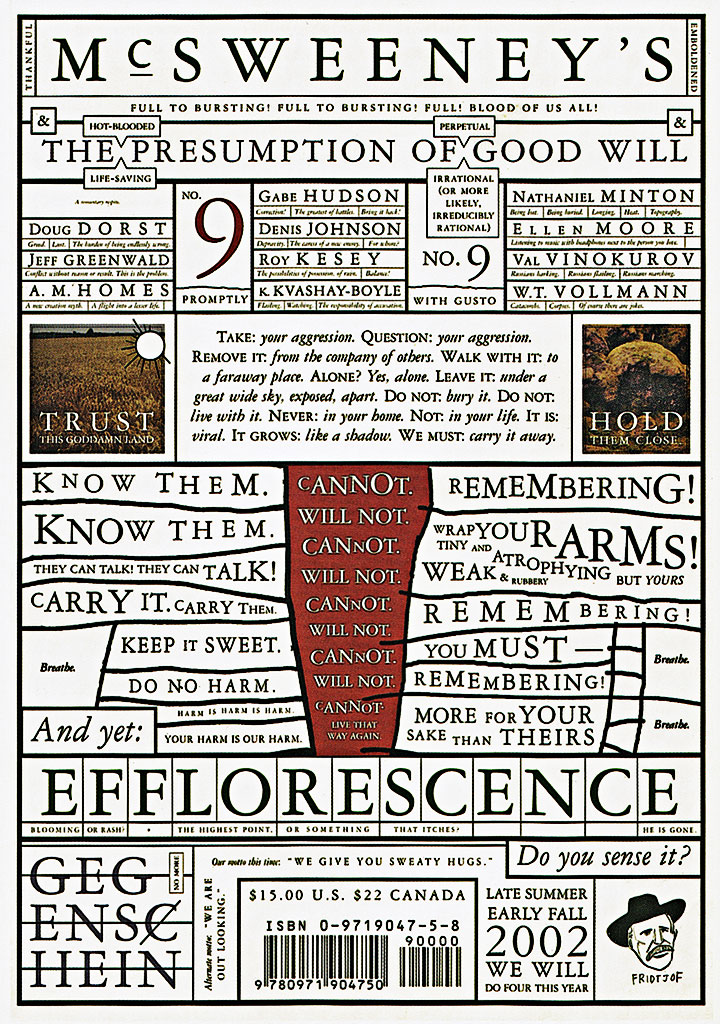 THANKFUL
McSWEENEY'S
EMBOLDENED
FULL TO BURSTING! FULL TO BURSTING! FULL! BLOOD OF US ALL!
&
HOT-BLOODED
PERPETUAL
&
THE PRESUMPTION OF GOOD WILL
LIFE-SAVING
IRRATIONAL
(OR MORE
LIKELY,
IRREDUCIBLY
RATIONAL)
DOUG DORST
Greed. Lust. The burden of being endlessly wrong.
JEFF GREENWALD
Conflict without reason or result. This is the problem.
A.M. HOMES
A new creation myth. A flight into a lesser life.
NO.
9
PROMPTLY
GABE HUDSON
Correction! The greatest of battles. Bring it back!
DENIS JOHNSON
Depravity. The caress of a new enemy. For whom?
ROY KESEY
The possibilities of possession, of ruin. Balance!
K. KVASHAY-BOYLE
Flashing. Watching. The responsibility of accusation.
NO. 9
WITH GUSTO
NATHANIEL MINTON
Being lost. Being buried. Longing. Heat. Topography.
ELLEN MOORE
Listening to music with headphones next to the person you love.
VAL VINOKUROV
Russians barking. Russians flailing. Russians marching.
W.T. VOLLMANN
Catacombs. Corpses. Of course there are jokes.
TRUST
THIS GODDAMN LAND
TAKE: your aggression. QUESTION: your aggression.
REMOVE IT: from the company of others. WALK WITH IT: to
a faraway place. ALONE? Yes, alone. LEAVE IT: under a
great wide sky, exposed, apart. DO NOT: bury it. DO NOT:
live with it. NEVER: in your home. NOT: in your life. IT IS:
viral. IT GROWS: like a shadow. WE MUST: carry it away.
HOLD
THEM CLOSE.
KNOW THEM.
KNOW THEM.
THEY CAN TALK! THEY CAN TALK!
CARRY IT. CARRY THEM.
Breathe.
KEEP IT SWEET.
DO NO HARM.
HARM IS HARM IS HARM.
And yet:
YOUR HARM IS OUR HARM.
CANNOT.
WILL NOT.
CANNOT.
WILL NOT.
CANNOT.
WILL NOT.
CANNOT.
WILL NOT.
CANNOT.
LIVE THAT
WAY AGAIN.
REMEMBERING!
WRAP YOUR ARMS!
TINY AND ATROPHYING
WEAK & RUBBERY BUT YOURS
REMEMBERING!
YOU MUST —
REMEMBERING!
Breathe.
MORE FOR YOUR
SAKE THAN THEIRS
Breathe.
EFFLORESCENCE
BLOOMING OR RASH? • THE HIGHEST POINT, OR SOMETHING THAT ITCHES? HE IS GONE.
GEG
ENSC
HEIN
NO MORE
Our motto this time: "WE GIVE YOU SWEATY HUGS."
Do you sense it?
Alternate motto: "WE ARE
OUT LOOKING."
$15.00 U.S. $22 CANADA
ISBN 0-9719047-5-8
90000
9 780971 904750
LATE SUMMER
EARLY FALL
2002
WE WILL
DO FOUR THIS YEAR
FRIDTJOF